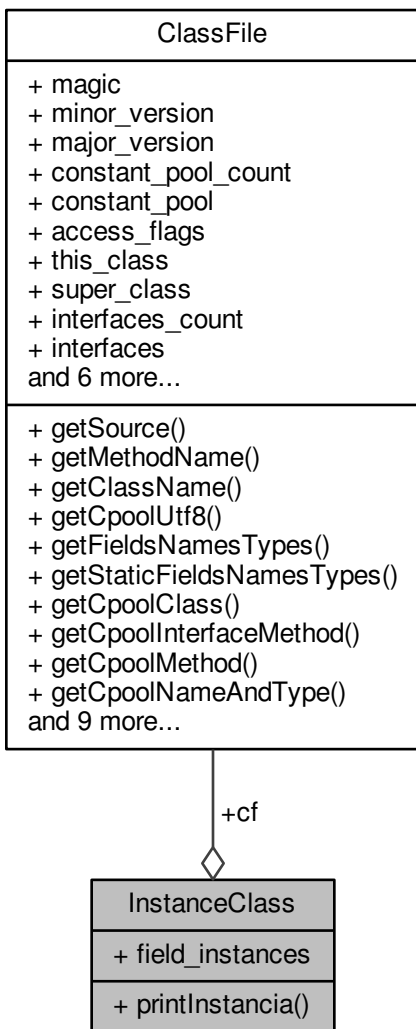 ClassFile
+ magic
+ minor_version
+ major_version
+ constant_pool_count
+ constant_pool
+ access_flags
+ this_class
+ super_class
+ interfaces_count
+ interfaces
and 6 more...
+ getSource()
+ getMethodName()
+ getClassName()
+ getCpoolUtf8()
+ getFieldsNamesTypes()
+ getStaticFieldsNamesTypes()
+ getCpoolClass()
+ getCpoolInterfaceMethod()
+ getCpoolMethod()
+ getCpoolNameAndType()
and 9 more...
+cf
InstanceClass
+ field_instances
+ printInstancia()